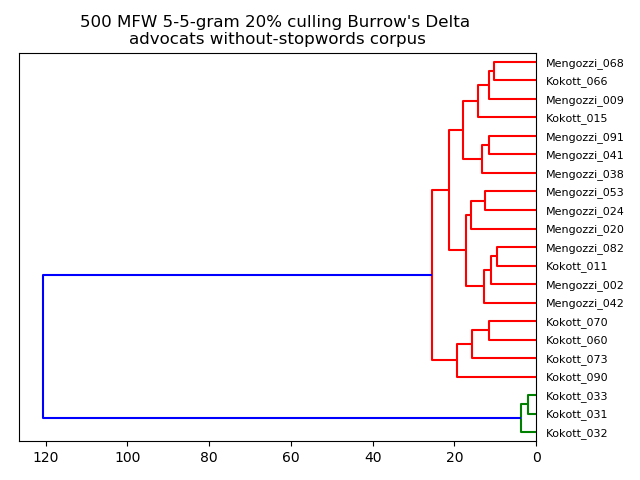 500 MFW 5-5-gram 20% culling Burrow's Delta
advocats without-stopwords corpus
Mengozzi_068
Kokott_066
Mengozzi_009
Kokott_015
Mengozzi_091
Mengozzi_041
Mengozzi_038
Mengozzi_053
Mengozzi_024
Mengozzi_020
Mengozzi_082
Kokott_011
Mengozzi_002
Mengozzi_042
Kokott_070
Kokott_060
Kokott_073
Kokott_090
Kokott_033
Kokott_031
Kokott_032
120 100 80 60 40 20 0